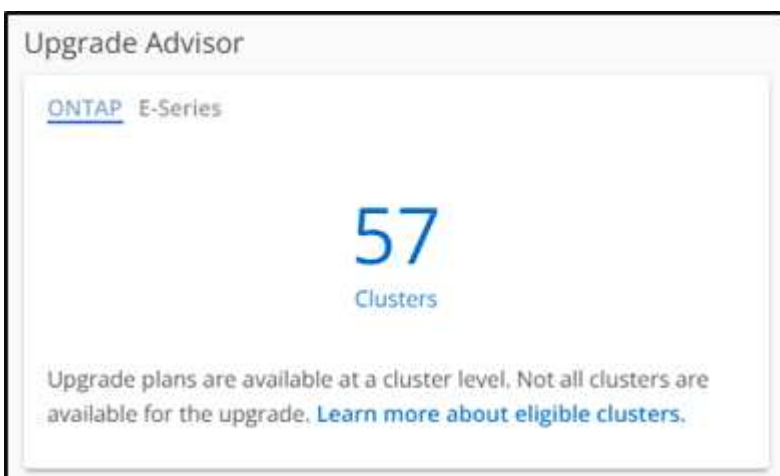 Upgrade Advisor
ONTAP E-Series
57
Clusters
Upgrade plans are available at a cluster level. Not all clusters are
available for the upgrade. Learn more about eligible clusters.